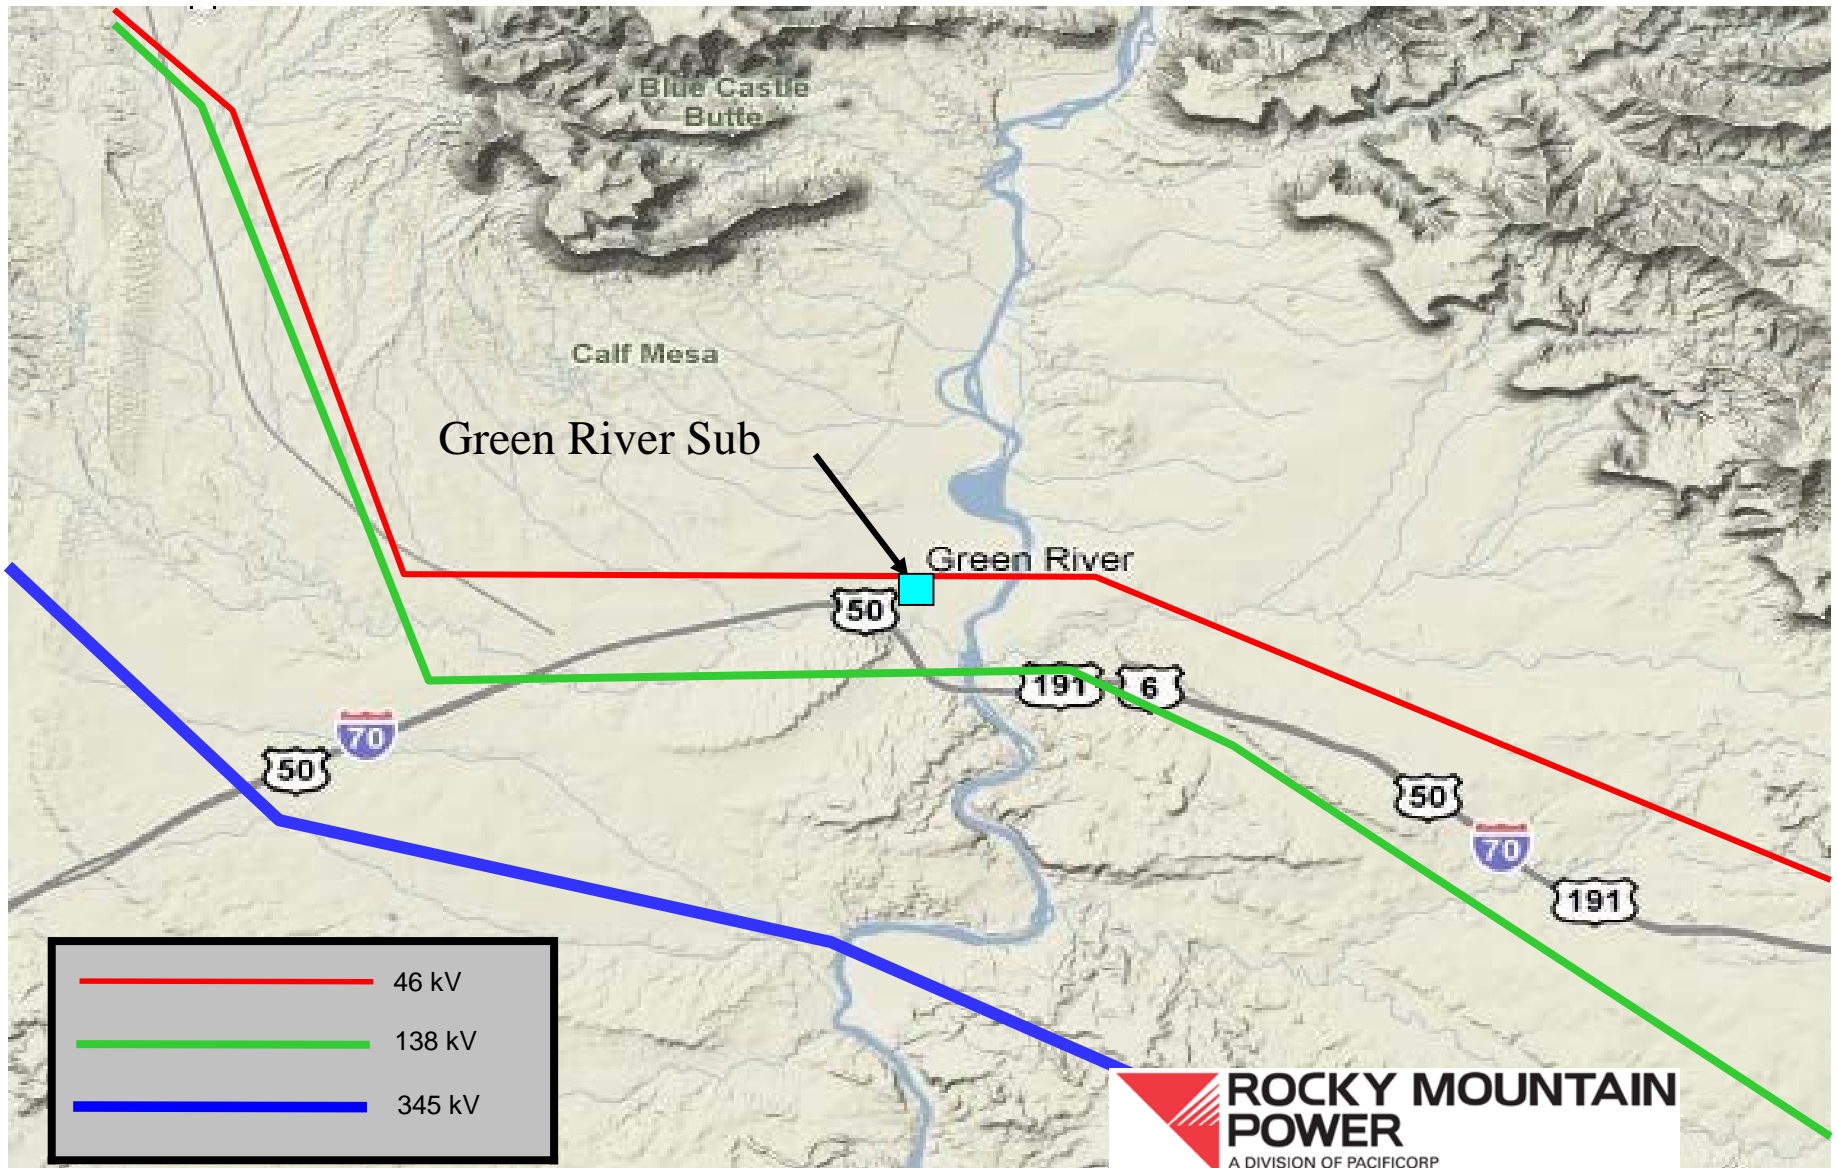 Blue Castle
Butte
Calf Mesa
Green River Sub
Green River
50
191
6
70
50
50
70
191
46 kV
138 kV
345 kV
ROCKY MOUNTAIN
POWER
A DIVISION OF PACIFICORP